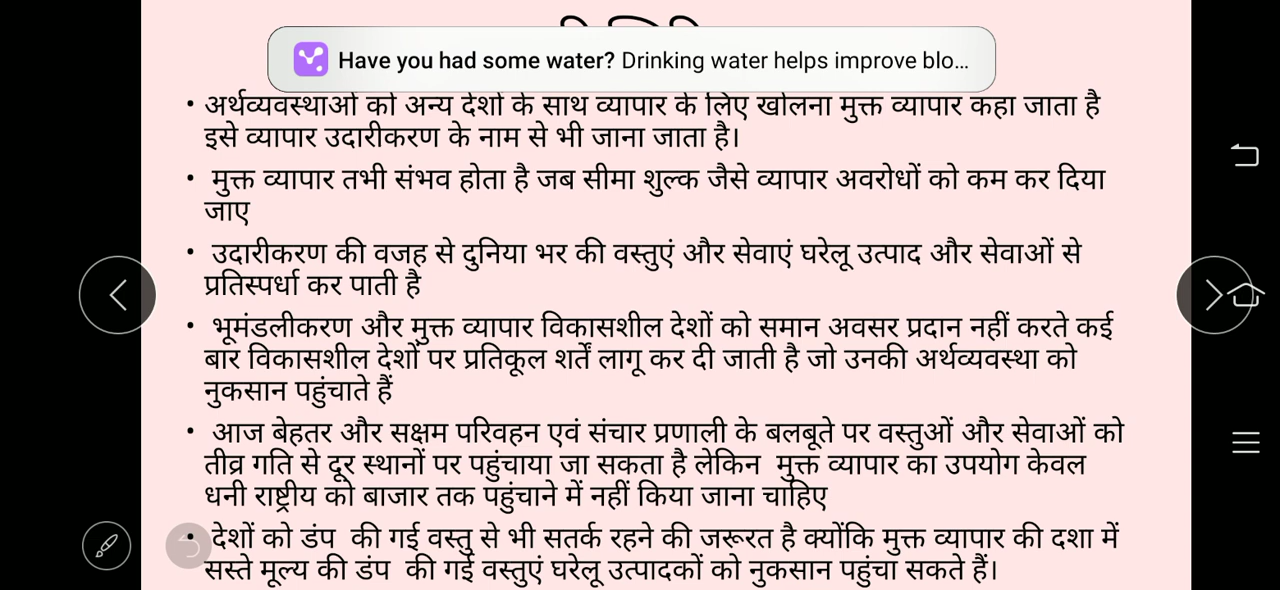 Have you had some water? Drinking water helps improve blo...
• अर्थव्यवस्थाओं को अन्य देशों के साथ व्यापार के लिए खोलना मुक्त व्यापार कहा जाता है
इसे व्यापार उदारीकरण के नाम से भी जाना जाता है।
• मुक्त व्यापार तभी संभव होता है जब सीमा शुल्क जैसे व्यापार अवरोधों को कम कर दिया
जाए
• उदारीकरण की वजह से दुनिया भर की वस्तुएं और सेवाएं घरेलू उत्पाद और सेवाओं से
प्रतिस्पर्धा कर पाती है
• भूमंडलीकरण और मुक्त व्यापार विकासशील देशों को समान अवसर प्रदान नहीं करते कई
बार विकासशील देशों पर प्रतिकूल शर्तें लागू कर दी जाती है जो उनकी अर्थव्यवस्था को
नुकसान पहुंचाते हैं
• आज बेहतर और सक्षम परिवहन एवं संचार प्रणाली के बलबूते पर वस्तुओं और सेवाओं को
तीव्र गति से दूर स्थानों पर पहुंचाया जा सकता है लेकिन मुक्त व्यापार का उपयोग केवल
धनी राष्ट्रीय को बाजार तक पहुंचाने में नहीं किया जाना चाहिए
• देशों को डंप की गई वस्तु से भी सतर्क रहने की जरूरत है क्योंकि मुक्त व्यापार की दशा में
सस्ते मूल्य की डंप की गई वस्तुएं घरेलू उत्पादकों को नुकसान पहुंचा सकते हैं।